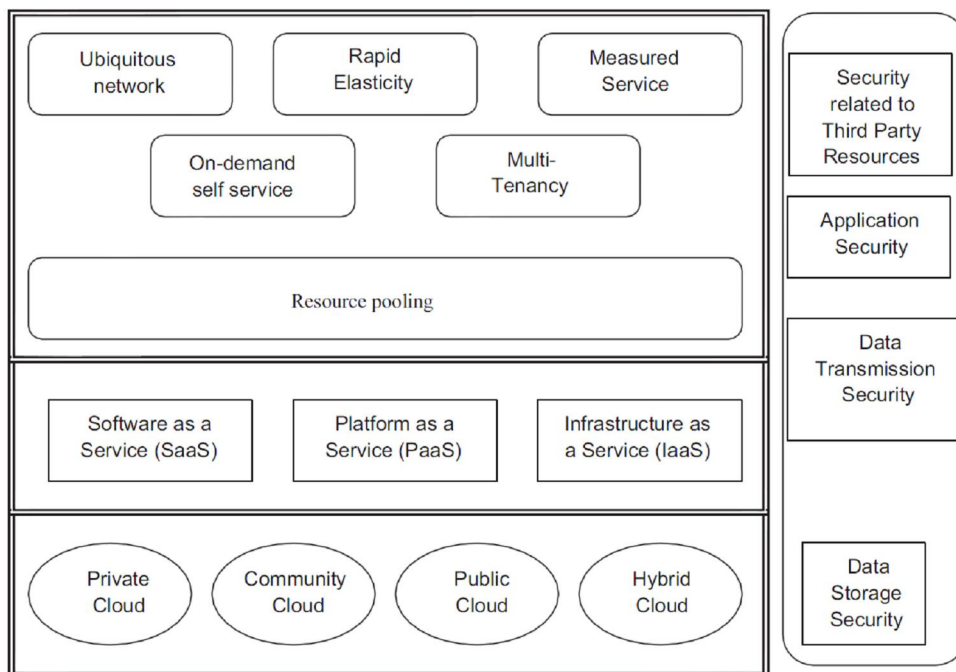 Ubiquitous
network
Rapid
Elasticity
Measured
Service
On-demand
self service
Multi-
Tenancy
Resource pooling
Software as a
Service (SaaS)
Platform as a
Service (PaaS)
Infrastructure as
a Service (IaaS)
Private
Cloud
Community
Cloud
Public
Cloud
Hybrid
Cloud
Security
related to
Third Party
Resources
Application
Security
Data
Transmission
Security
Data
Storage
Security